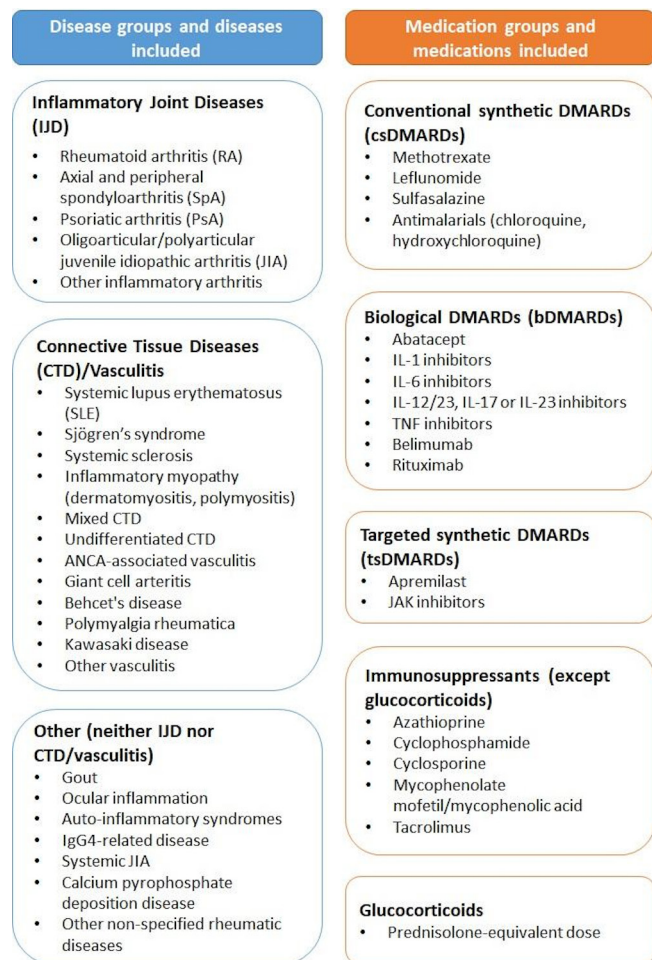 Disease groups and diseases
included
Inflammatory Joint Diseases
(IJD)
• Rheumatoid arthritis (RA)
• Axial and peripheral
spondyloarthritis (SpA)
• Psoriatic arthritis (PsA)
• Oligoarticular/polyarticular
juvenile idiopathic arthritis (JIA)
• Other inflammatory arthritis
Connective Tissue Diseases
(CTD)/Vasculitis
• Systemic lupus erythematosus
(SLE)
• Sjögren's syndrome
• Systemic sclerosis
• Inflammatory myopathy
(dermatomyositis, polymyositis)
• Mixed CTD
• Undifferentiated CTD
• ANCA-associated vasculitis
• Giant cell arteritis
• Behcet's disease
• Polymyalgia rheumatica
• Kawasaki disease
• Other vasculitis
Other (neither IJD nor
CTD/vasculitis)
• Gout
• Ocular inflammation
• Auto-inflammatory syndromes
• IgG4-related disease
• Systemic JIA
• Calcium pyrophosphate
deposition disease
• Other non-specified rheumatic
diseases
Medication groups and
medications included
Conventional synthetic DMARDs
(csDMARDs)
• Methotrexate
• Leflunomide
• Sulfasalazine
• Antimalarials (chloroquine,
hydroxychloroquine)
Biological DMARDs (bDMARDs)
• Abatacept
• IL-1 inhibitors
• IL-6 inhibitors
• IL-12/23, IL-17 or IL-23 inhibitors
• TNF inhibitors
• Belimumab
• Rituximab
Targeted synthetic DMARDs
(tsDMARDs)
• Apremilast
• JAK inhibitors
Immunosuppressants (except
glucocorticoids)
• Azathioprine
• Cyclophosphamide
• Cyclosporine
• Mycophenolate
mofetil/mycophenolic acid
• Tacrolimus
Glucocorticoids
• Prednisolone-equivalent dose